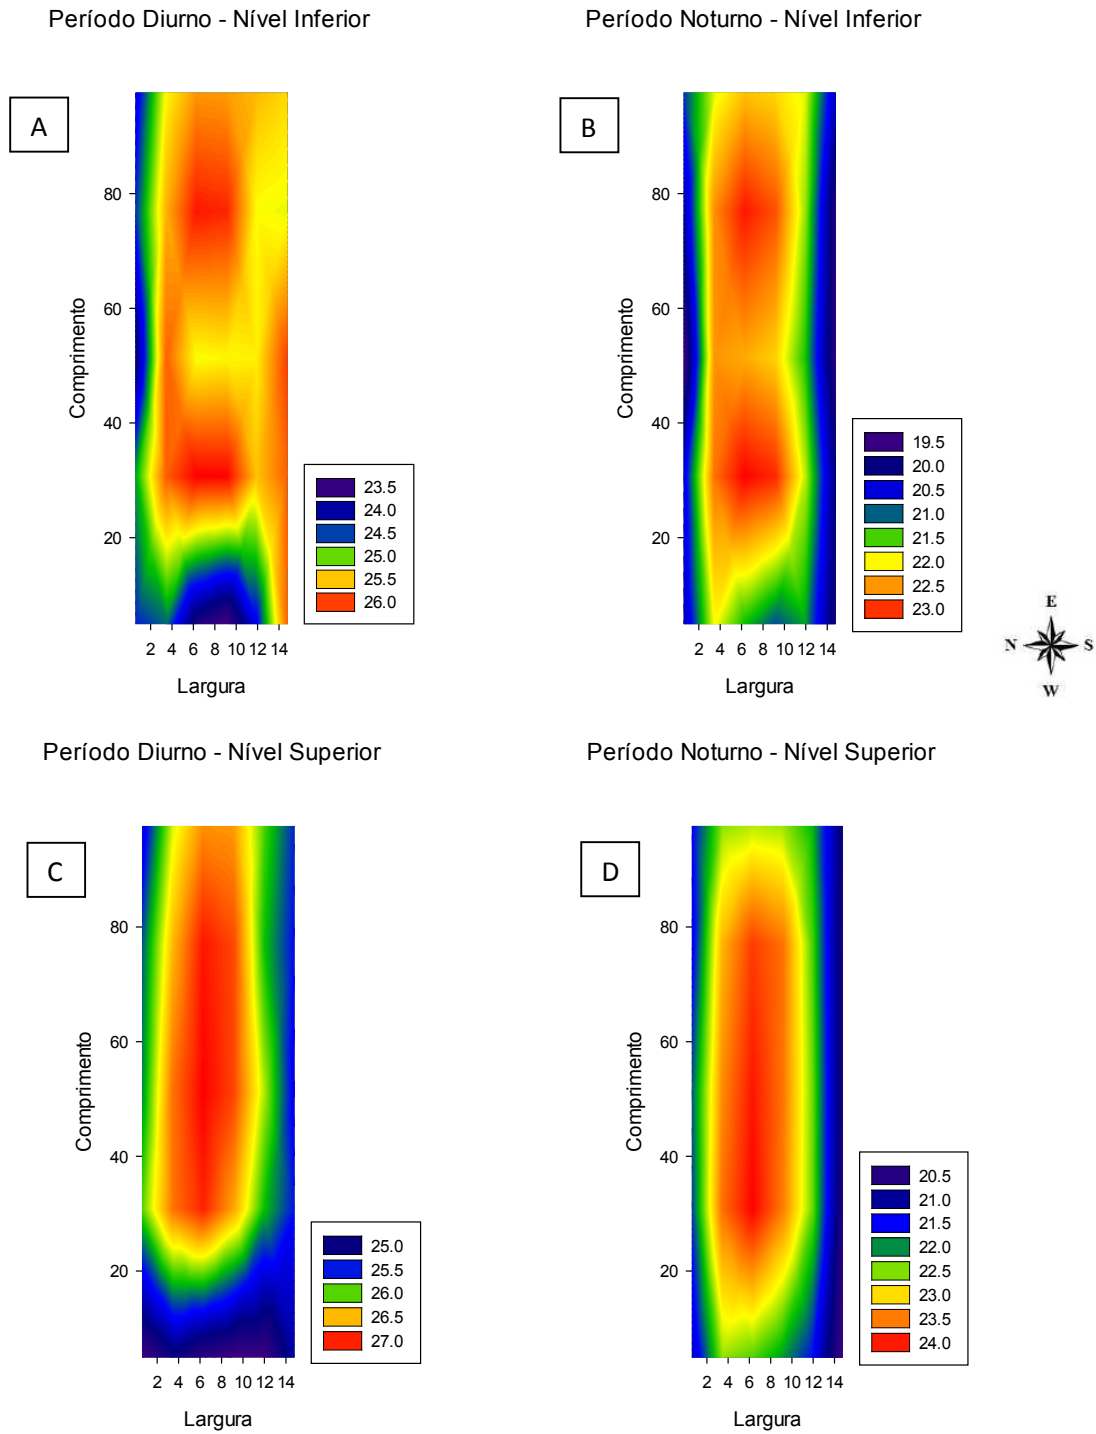 Período Diurno - Nível Inferior
Período Noturno - Nível Inferior
A
B
80
60
40
20
Comprimento
2 4 6 8 10 12 14
Largura
23.5
24.0
24.5
25.0
25.5
26.0
80
60
40
20
Comprimento
2 4 6 8 10 12 14
Largura
19.5
20.0
20.5
21.0
21.5
22.0
22.5
23.0
E
N S
W
Período Diurno - Nível Superior
Período Noturno - Nível Superior
C
D
80
60
40
20
Comprimento
2 4 6 8 10 12 14
Largura
25.0
25.5
26.0
26.5
27.0
80
60
40
20
Comprimento
2 4 6 8 10 12 14
Largura
20.5
21.0
21.5
22.0
22.5
23.0
23.5
24.0